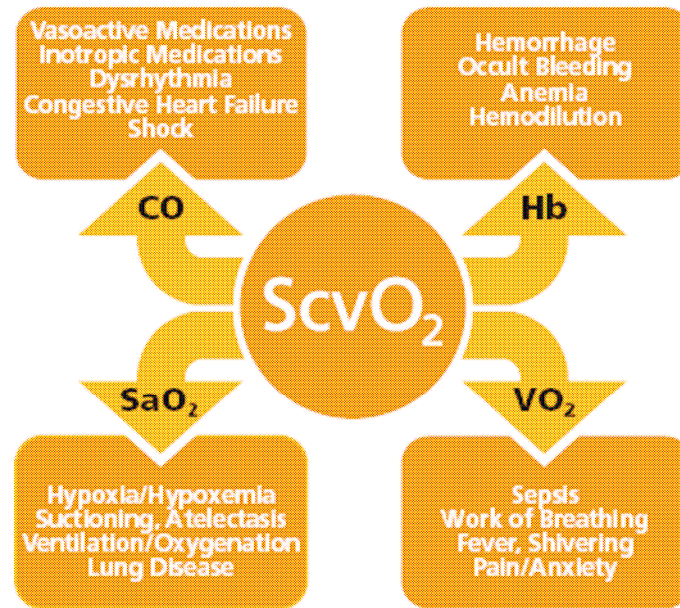 Vasoactive Medications
Inotropic Medications
Dysrhythmia
Congestive Heart Failure
Shock
Hemorrhage
Occult Bleeding
Anemia
Hemodilution
CO
Hb
ScvO₂
SaO₂
VO₂
Hypoxia/Hypoxemia
Suctioning, Atelectasis
Ventilation/Oxygenation
Lung Disease
Sepsis
Work of Breathing
Fever, Shivering
Pain/Anxiety